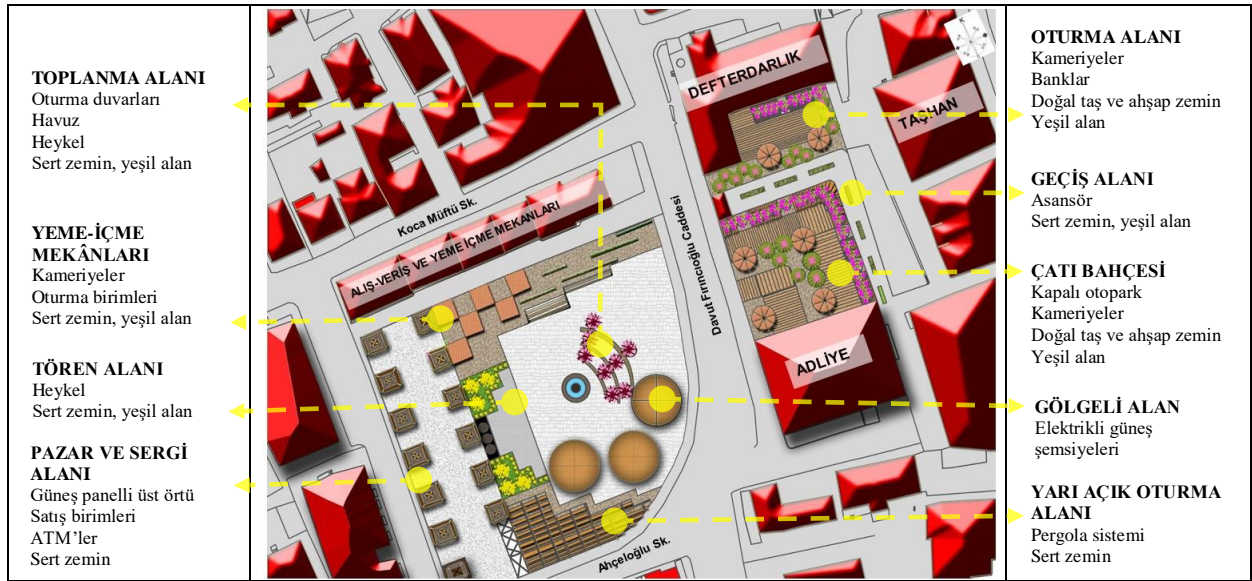 TOPLANMA ALANI
Oturma duvarları
Havuz
Heykel
Sert zemin, yeşil alan
YEME-İÇME
MEKÂNLARI
Kameriyeler
Oturma birimleri
Sert zemin, yeşil alan
TÖREN ALANI
Heykel
Sert zemin, yeşil alan
PAZAR VE SERGİ
ALANI
Güneş panelli üst örtü
Satış birimleri
ATM’ler
Sert zemin
DEFTERDARLIK
TAŞHAN
Koca Müftü Sk.
ALIŞ-VERİŞ VE YEME İÇME MEKANLARI
Davut Fırıncıoğlu Caddesi
ADLİYE
Ahçeloğlu Sk.
OTURMA ALANI
Kameriyeler
Banklar
Doğal taş ve ahşap zemin
Yeşil alan
GEÇİŞ ALANI
Asansör
Sert zemin, yeşil alan
ÇATI BAHÇESİ
Kapalı otopark
Kameriyeler
Doğal taş ve ahşap zemin
Yeşil alan
GÖLGELİ ALAN
Elektrikli güneş
şemsiyeleri
YARI AÇIK OTURMA
ALANI
Pergola sistemi
Sert zemin